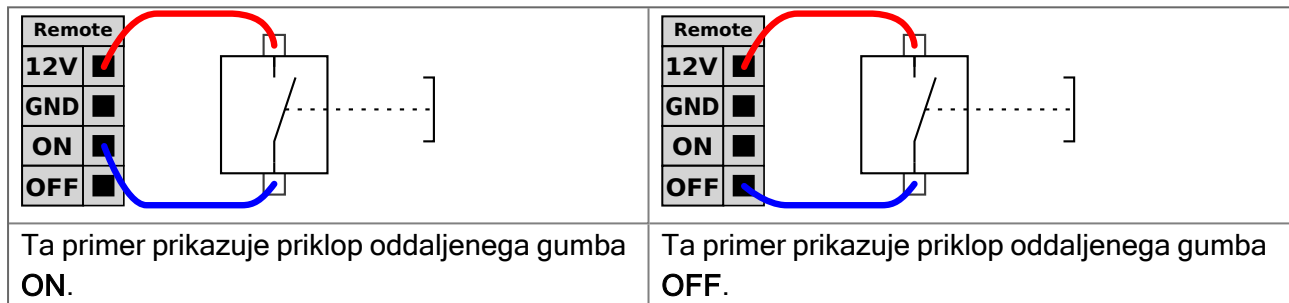 Remote
12V
GND
ON
OFF
Remote
12V
GND
ON
OFF
Ta primer prikazuje priklop oddaljenega gumba
ON.
Ta primer prikazuje priklop oddaljenega gumba
OFF.